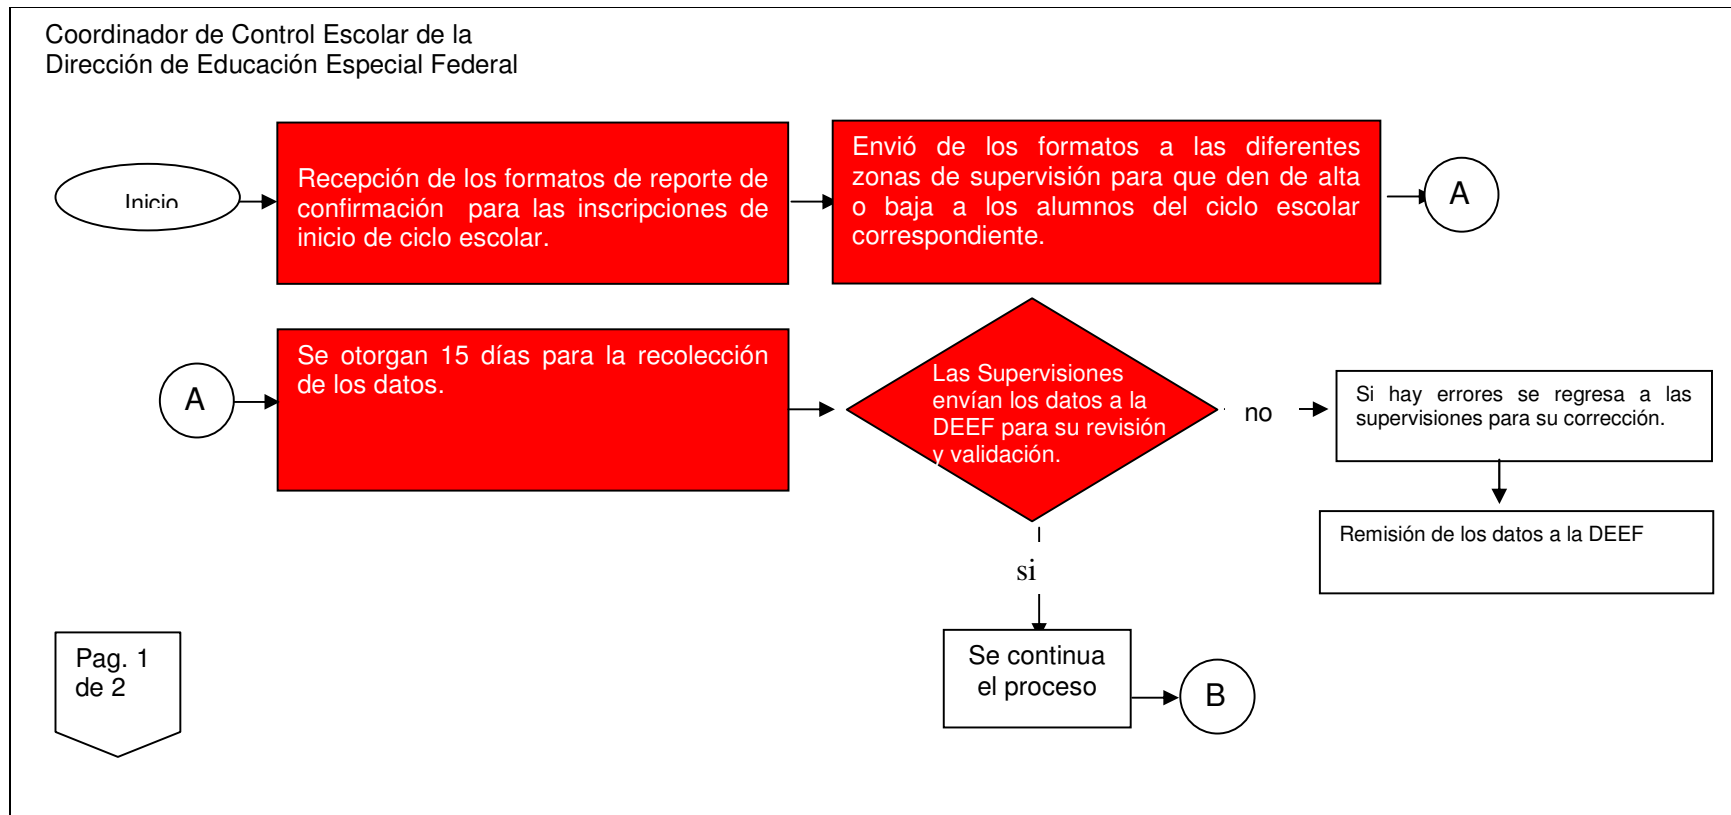 Coordinador de Control Escolar de la
Dirección de Educación Especial Federal
Inicio
Recepción de los formatos de reporte de
confirmación para las inscripciones de
inicio de ciclo escolar.
Envió de los formatos a las diferentes
zonas de supervisión para que den de alta
o baja a los alumnos del ciclo escolar
correspondiente.
A
A
Se otorgan 15 días para la recolección
de los datos.
Las Supervisiones
envían los datos a la
DEEF para su revisión
y validación.
no
Si hay errores se regresa a las
supervisiones para su corrección.
Remisión de los datos a la DEEF
si
Se continua
el proceso
B
Pag. 1
de 2